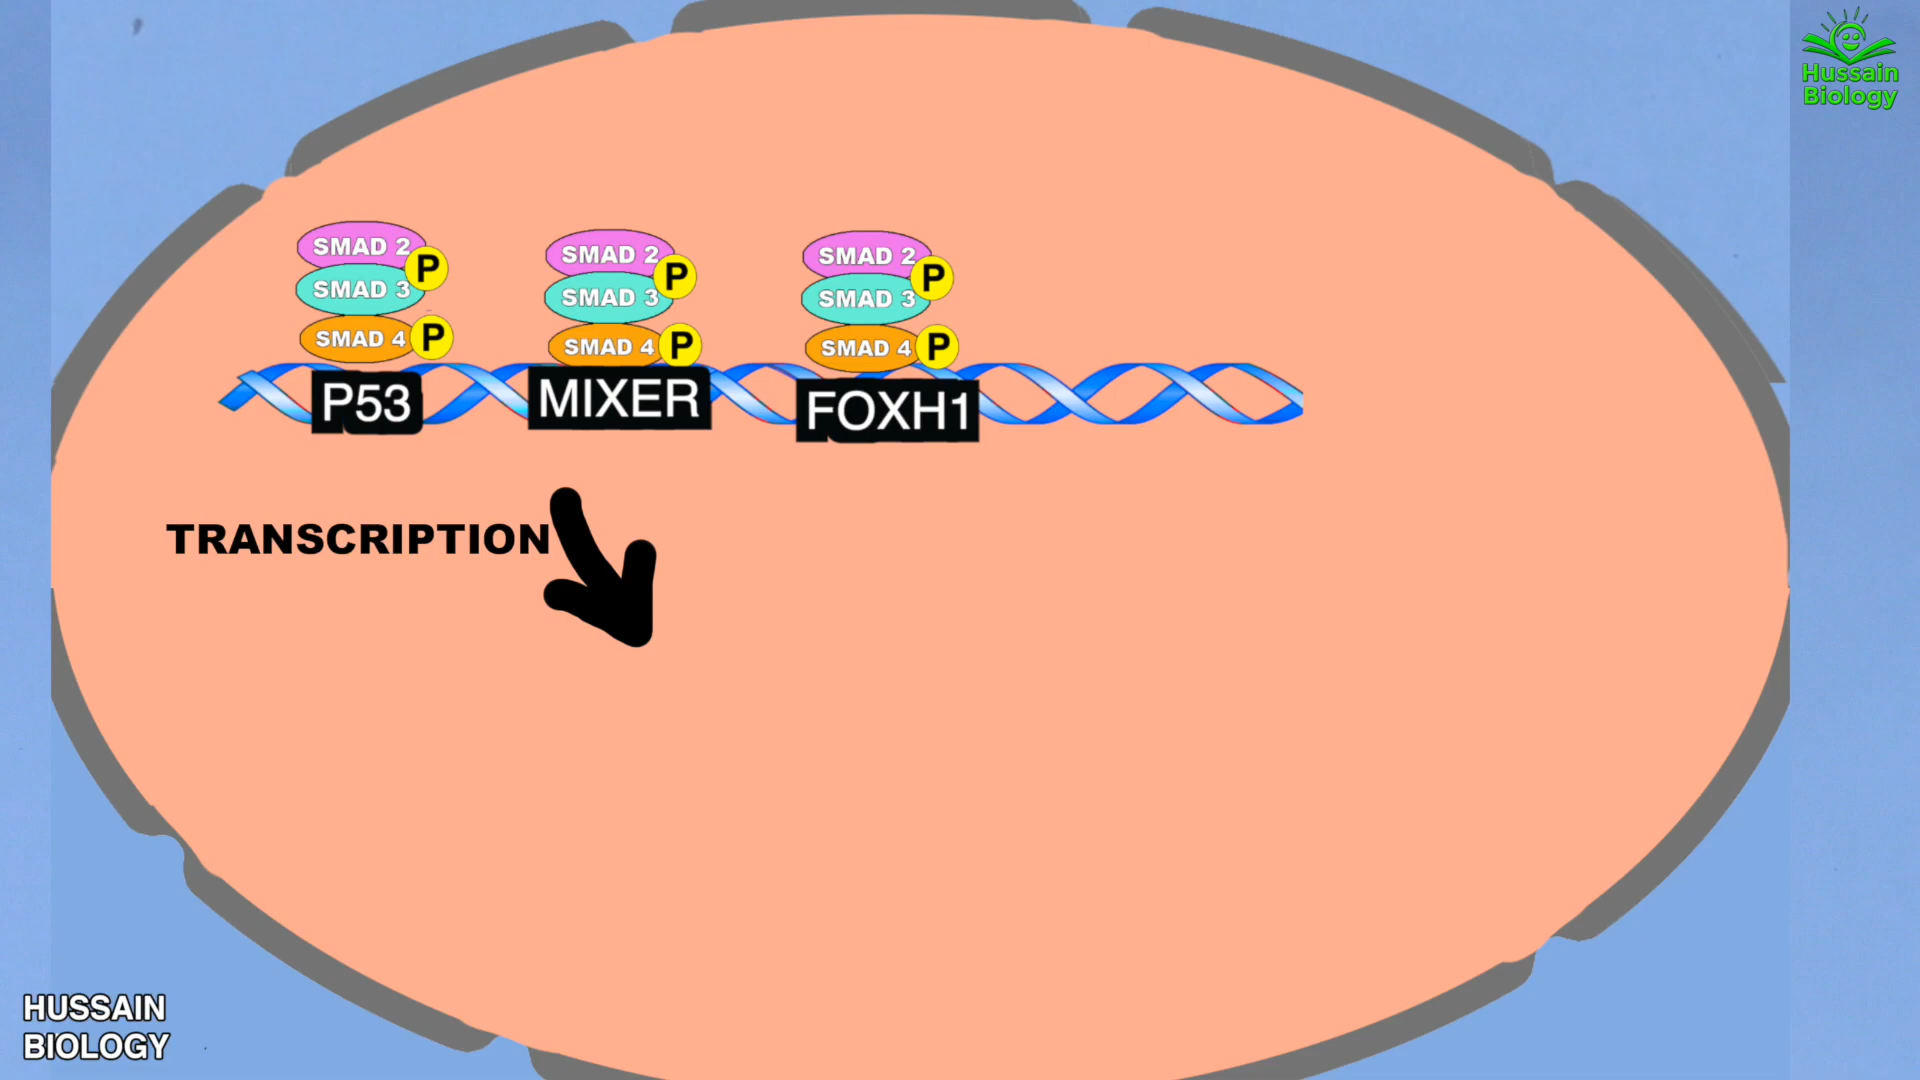 Hussain
Biology
SMAD 2
P
SMAD 3
SMAD 4
P
P53
SMAD 2
P
SMAD 3
SMAD 4
P
MIXER
SMAD 2
P
SMAD 3
SMAD 4
P
FOXH1
TRANSCRIPTION
HUSSAIN
BIOLOGY